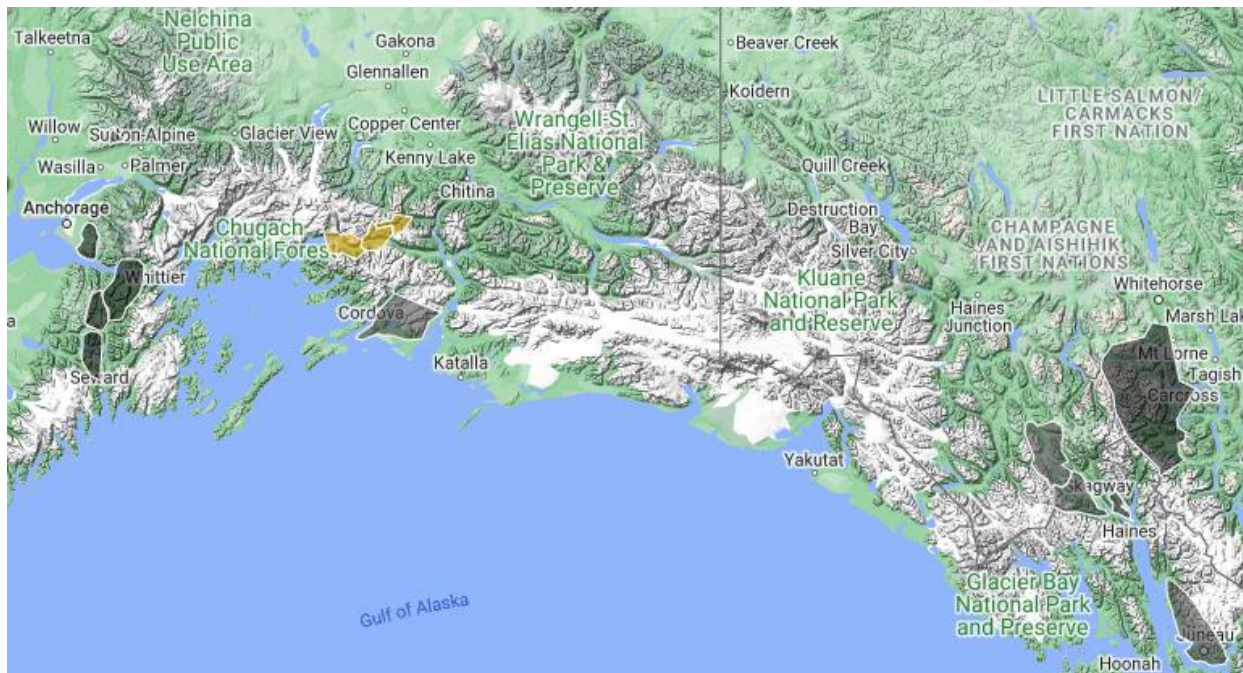 Nelchina
Public
Use Area
Talkeetna
Gakona
Glennallen
Beaver Creek
Koidern
LITTLE SALMON/
CARMACKS
FIRST NATION
Willow
Sutton-Alpine
Glacier View
Copper Center
Wrangell-St.
Elias National
Park &
Preserve
Wasilla
Palmer
Kenny Lake
Quill Creek
Chitina
Anchorage
Destruction
Bay
Chugach
National Forest
CHAMPAGNE
AND AISHIHIK
FIRST NATIONS
Silver City
Whittier
Kluane
National Park
and Reserve
Whitehorse
Haines
Junction
Cordova
Marsh Lak
a
Mt Lorne
Katalla
Tagish
Seward
Carcross
Yakutat
Skagway
Haines
Glacier Bay
National Park
and Preserve
Gulf of Alaska
Juneau
Hoonah